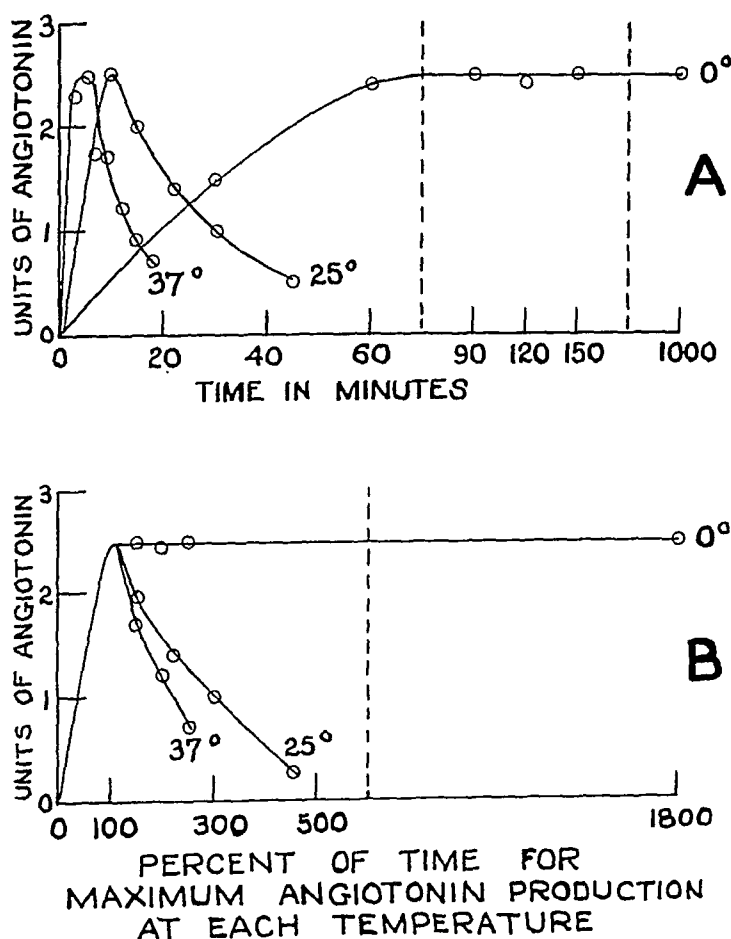 UNITS OF ANGIOTONIN
3
2
1
0
0°
A
37°
25°
0 20 40 60 90 120 150 1000
TIME IN MINUTES
UNITS OF ANGIOTONIN
3
2
1
0
0°
B
37°
25°
0 100 300 500 1800
PERCENT OF TIME FOR
MAXIMUM ANGIOTONIN PRODUCTION
AT EACH TEMPERATURE